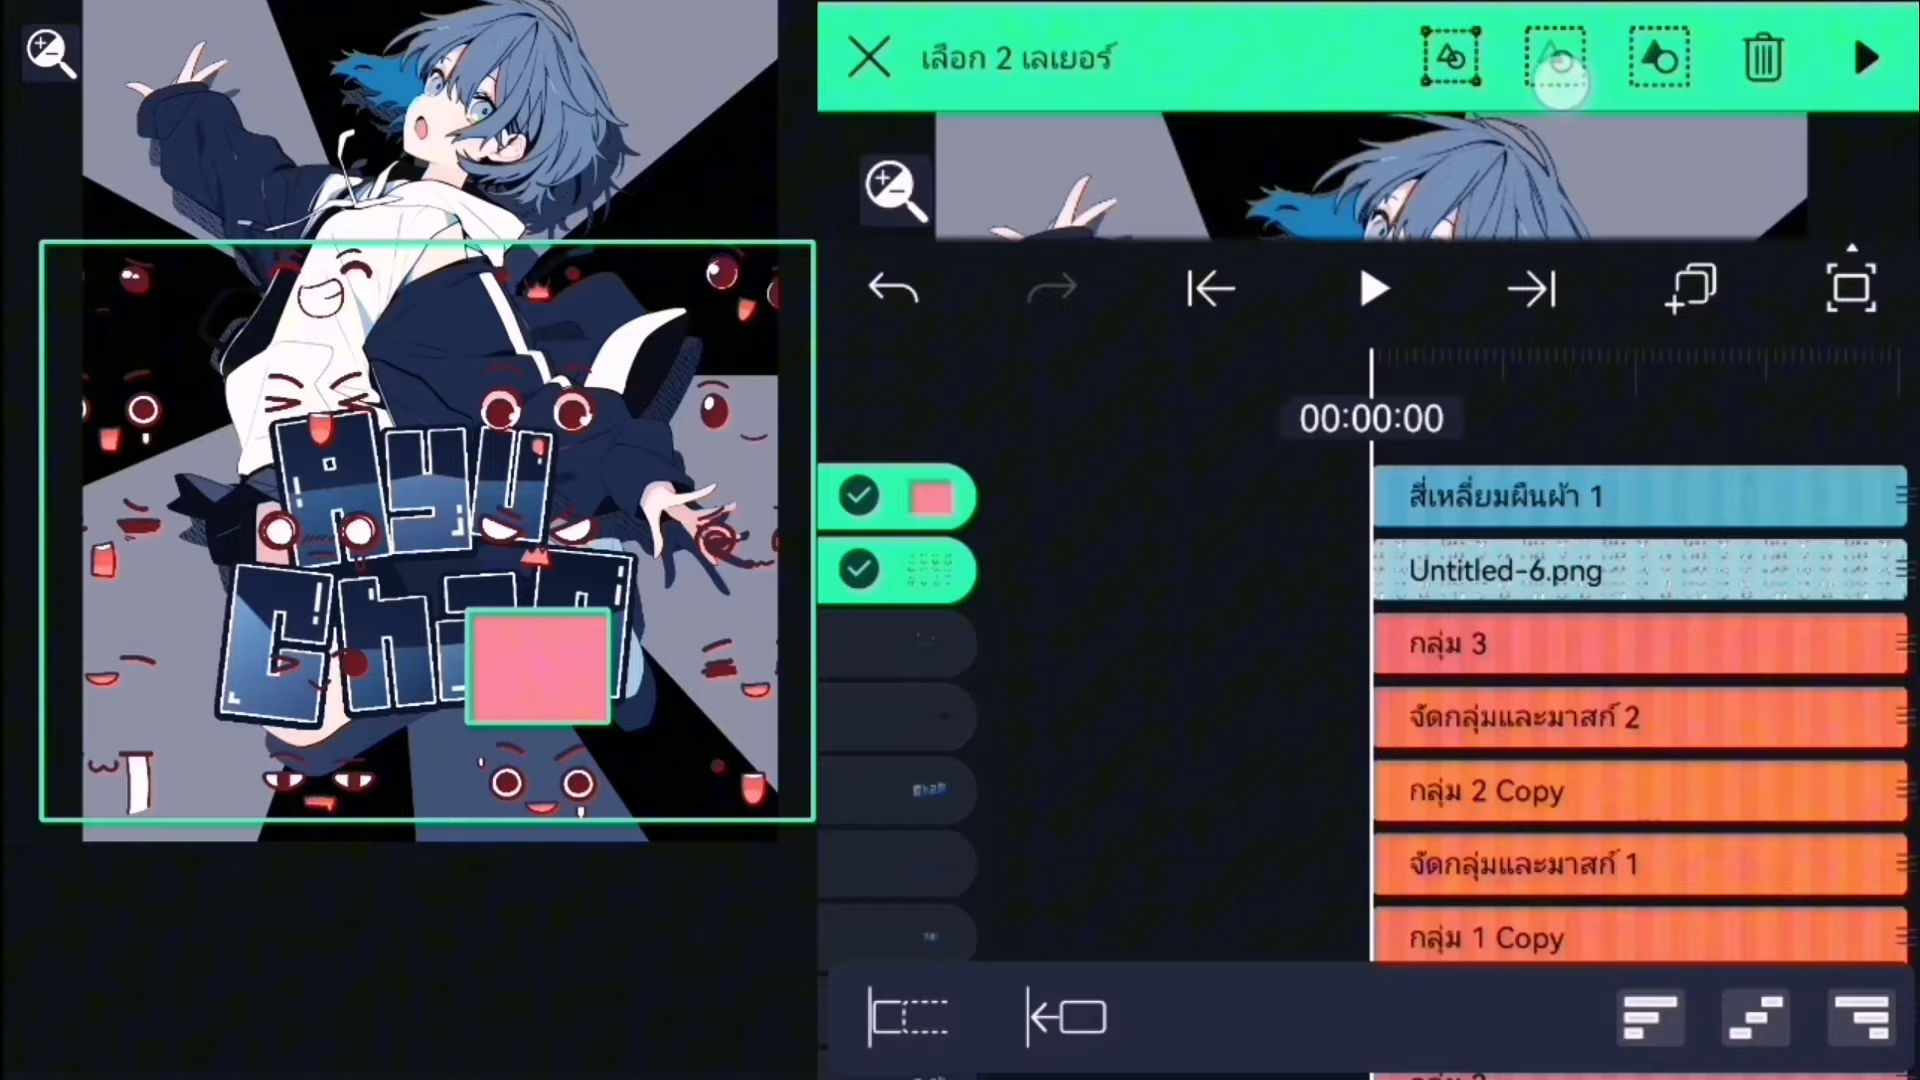 Ayu
Chan
เลือก 2 เลเยอร์
00:00:00
สี่เหลี่ยมผืนผ้า 1
Untitled-6.png
กลุ่ม 3
จัดกลุ่มและมาสก์ 2
กลุ่ม 2 Copy
จัดกลุ่มและมาสก์ 1
กลุ่ม 1 Copy